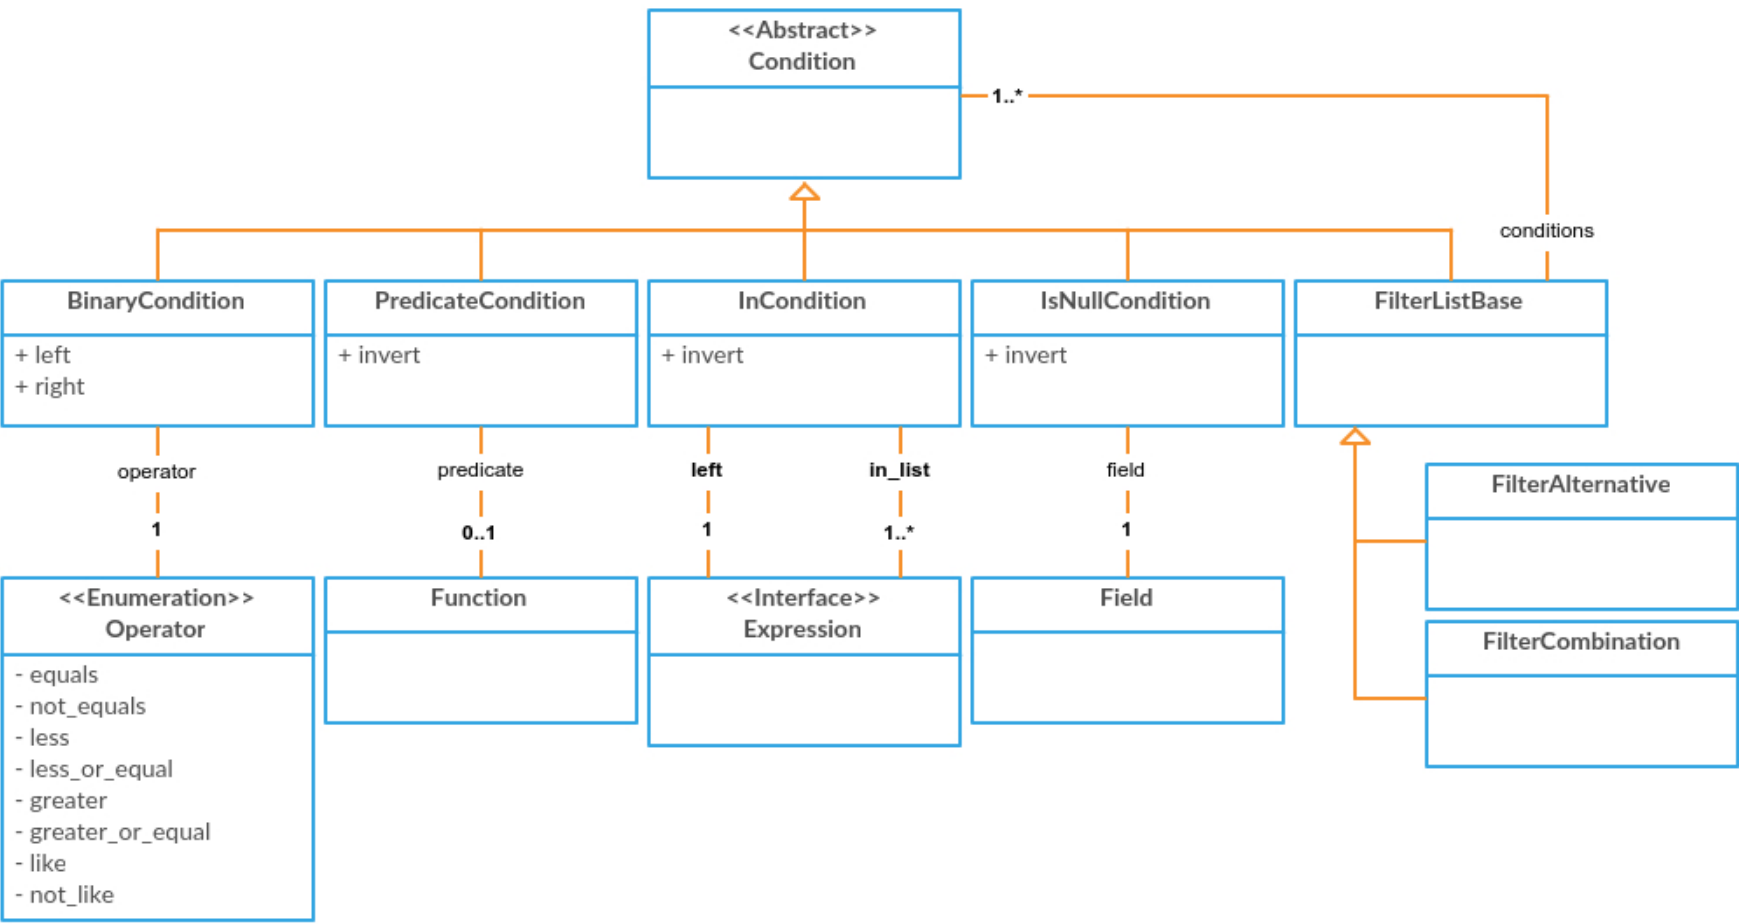 <<Abstract>>
Condition
1..*
conditions
BinaryCondition
+ left
+ right
PredicateCondition
+ invert
InCondition
+ invert
IsNullCondition
+ invert
FilterListBase
operator
1
predicate
0..1
left
1
in_list
1..*
field
1
FilterAlternative
FilterCombination
<<Enumeration>>
Operator
- equals
- not_equals
- less
- less_or_equal
- greater
- greater_or_equal
- like
- not_like
Function
<<Interface>>
Expression
Field